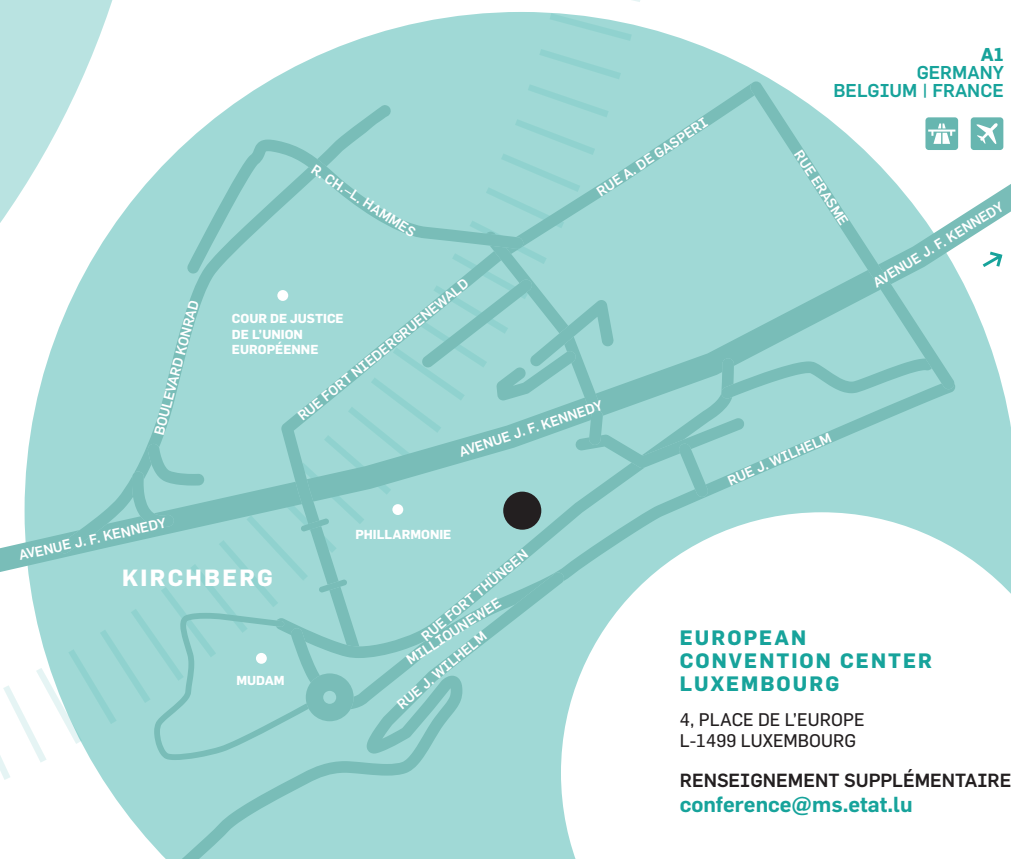 A1
GERMANY
BELGIUM | FRANCE
RUE A. DE GASPERI
RUE ERASME
R. CH.-L. HAMMES
AVENUE J. F. KENNEDY
COUR DE JUSTICE
DE L'UNION
EUROPÉENNE
BOULEVARD KONRAD
RUE FORT NIEDERGRUENEWALD
AVENUE J. F. KENNEDY
RUE J. WILHELM
PHILLARMONIE
AVENUE J. F. KENNEDY
KIRCHBERG
RUE FORT THÜNGEN
MILLIOUNEWEE
RUE J. WILHELM
MUDAM
EUROPEAN
CONVENTION CENTER
LUXEMBOURG
4, PLACE DE L'EUROPE
L-1499 LUXEMBOURG
RENSEIGNEMENT SUPPLÉMENTAIRE
conference@ms.etat.lu